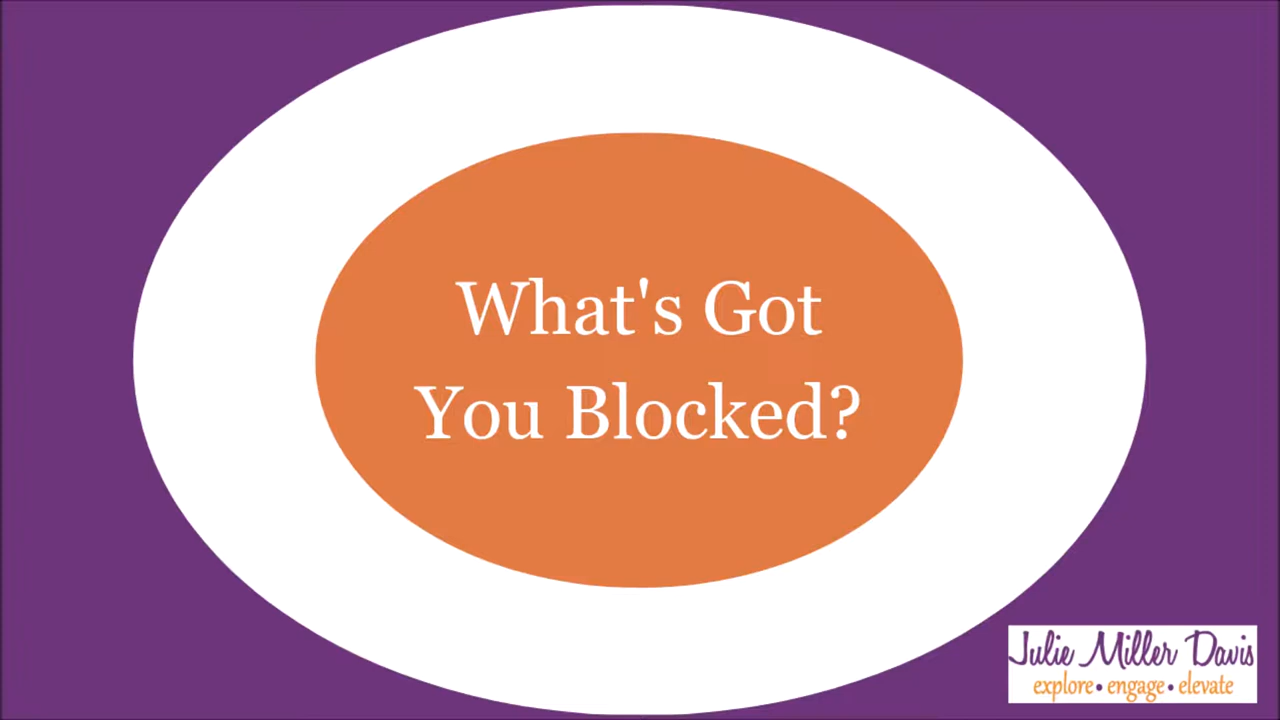 What's Got
You Blocked?
Julie Miller Davis
explore • engage • elevate